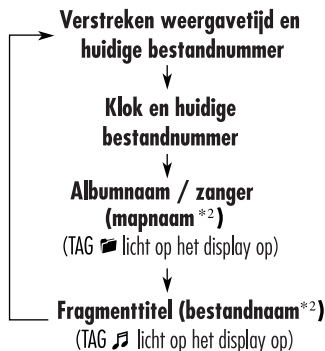 Verstreken weergavetijd en
huidige bestandnummer
Klok en huidige
bestandnummer
Albumnaam / zanger
(mapnaam *2)
(TAG licht op het display op)
Fragmenttitel (bestandnaam*2)
(TAG licht op het display op)